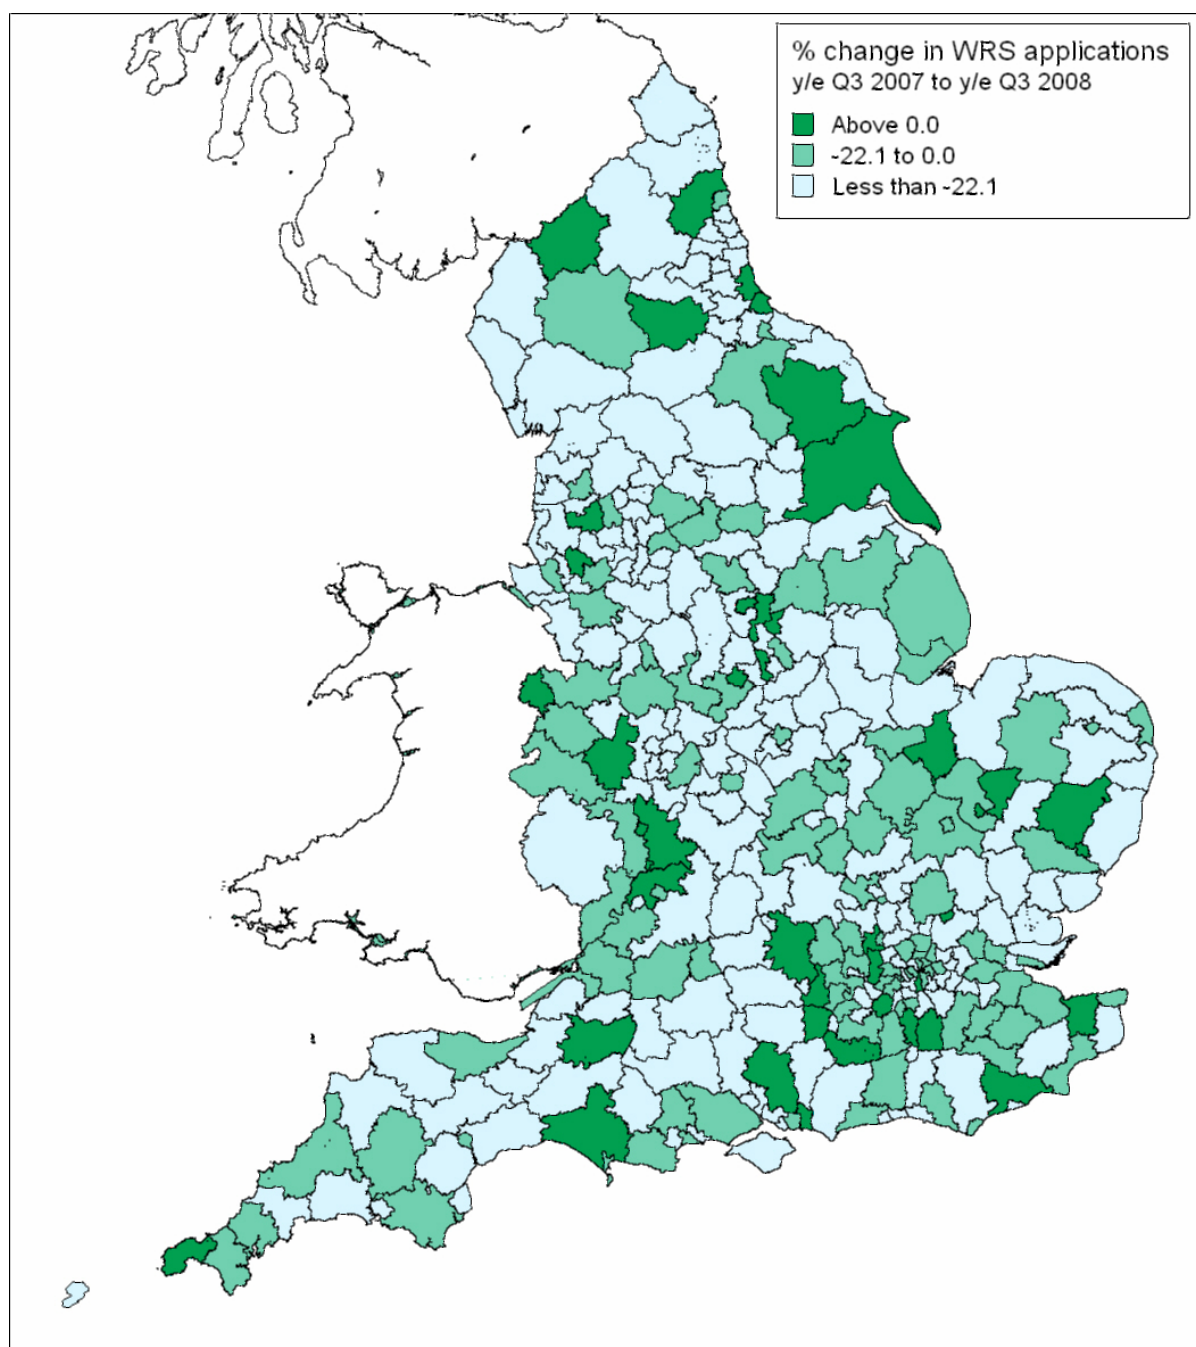 % change in WRS applications
y/e Q3 2007 to y/e Q3 2008
Above 0.0
-22.1 to 0.0
Less than -22.1